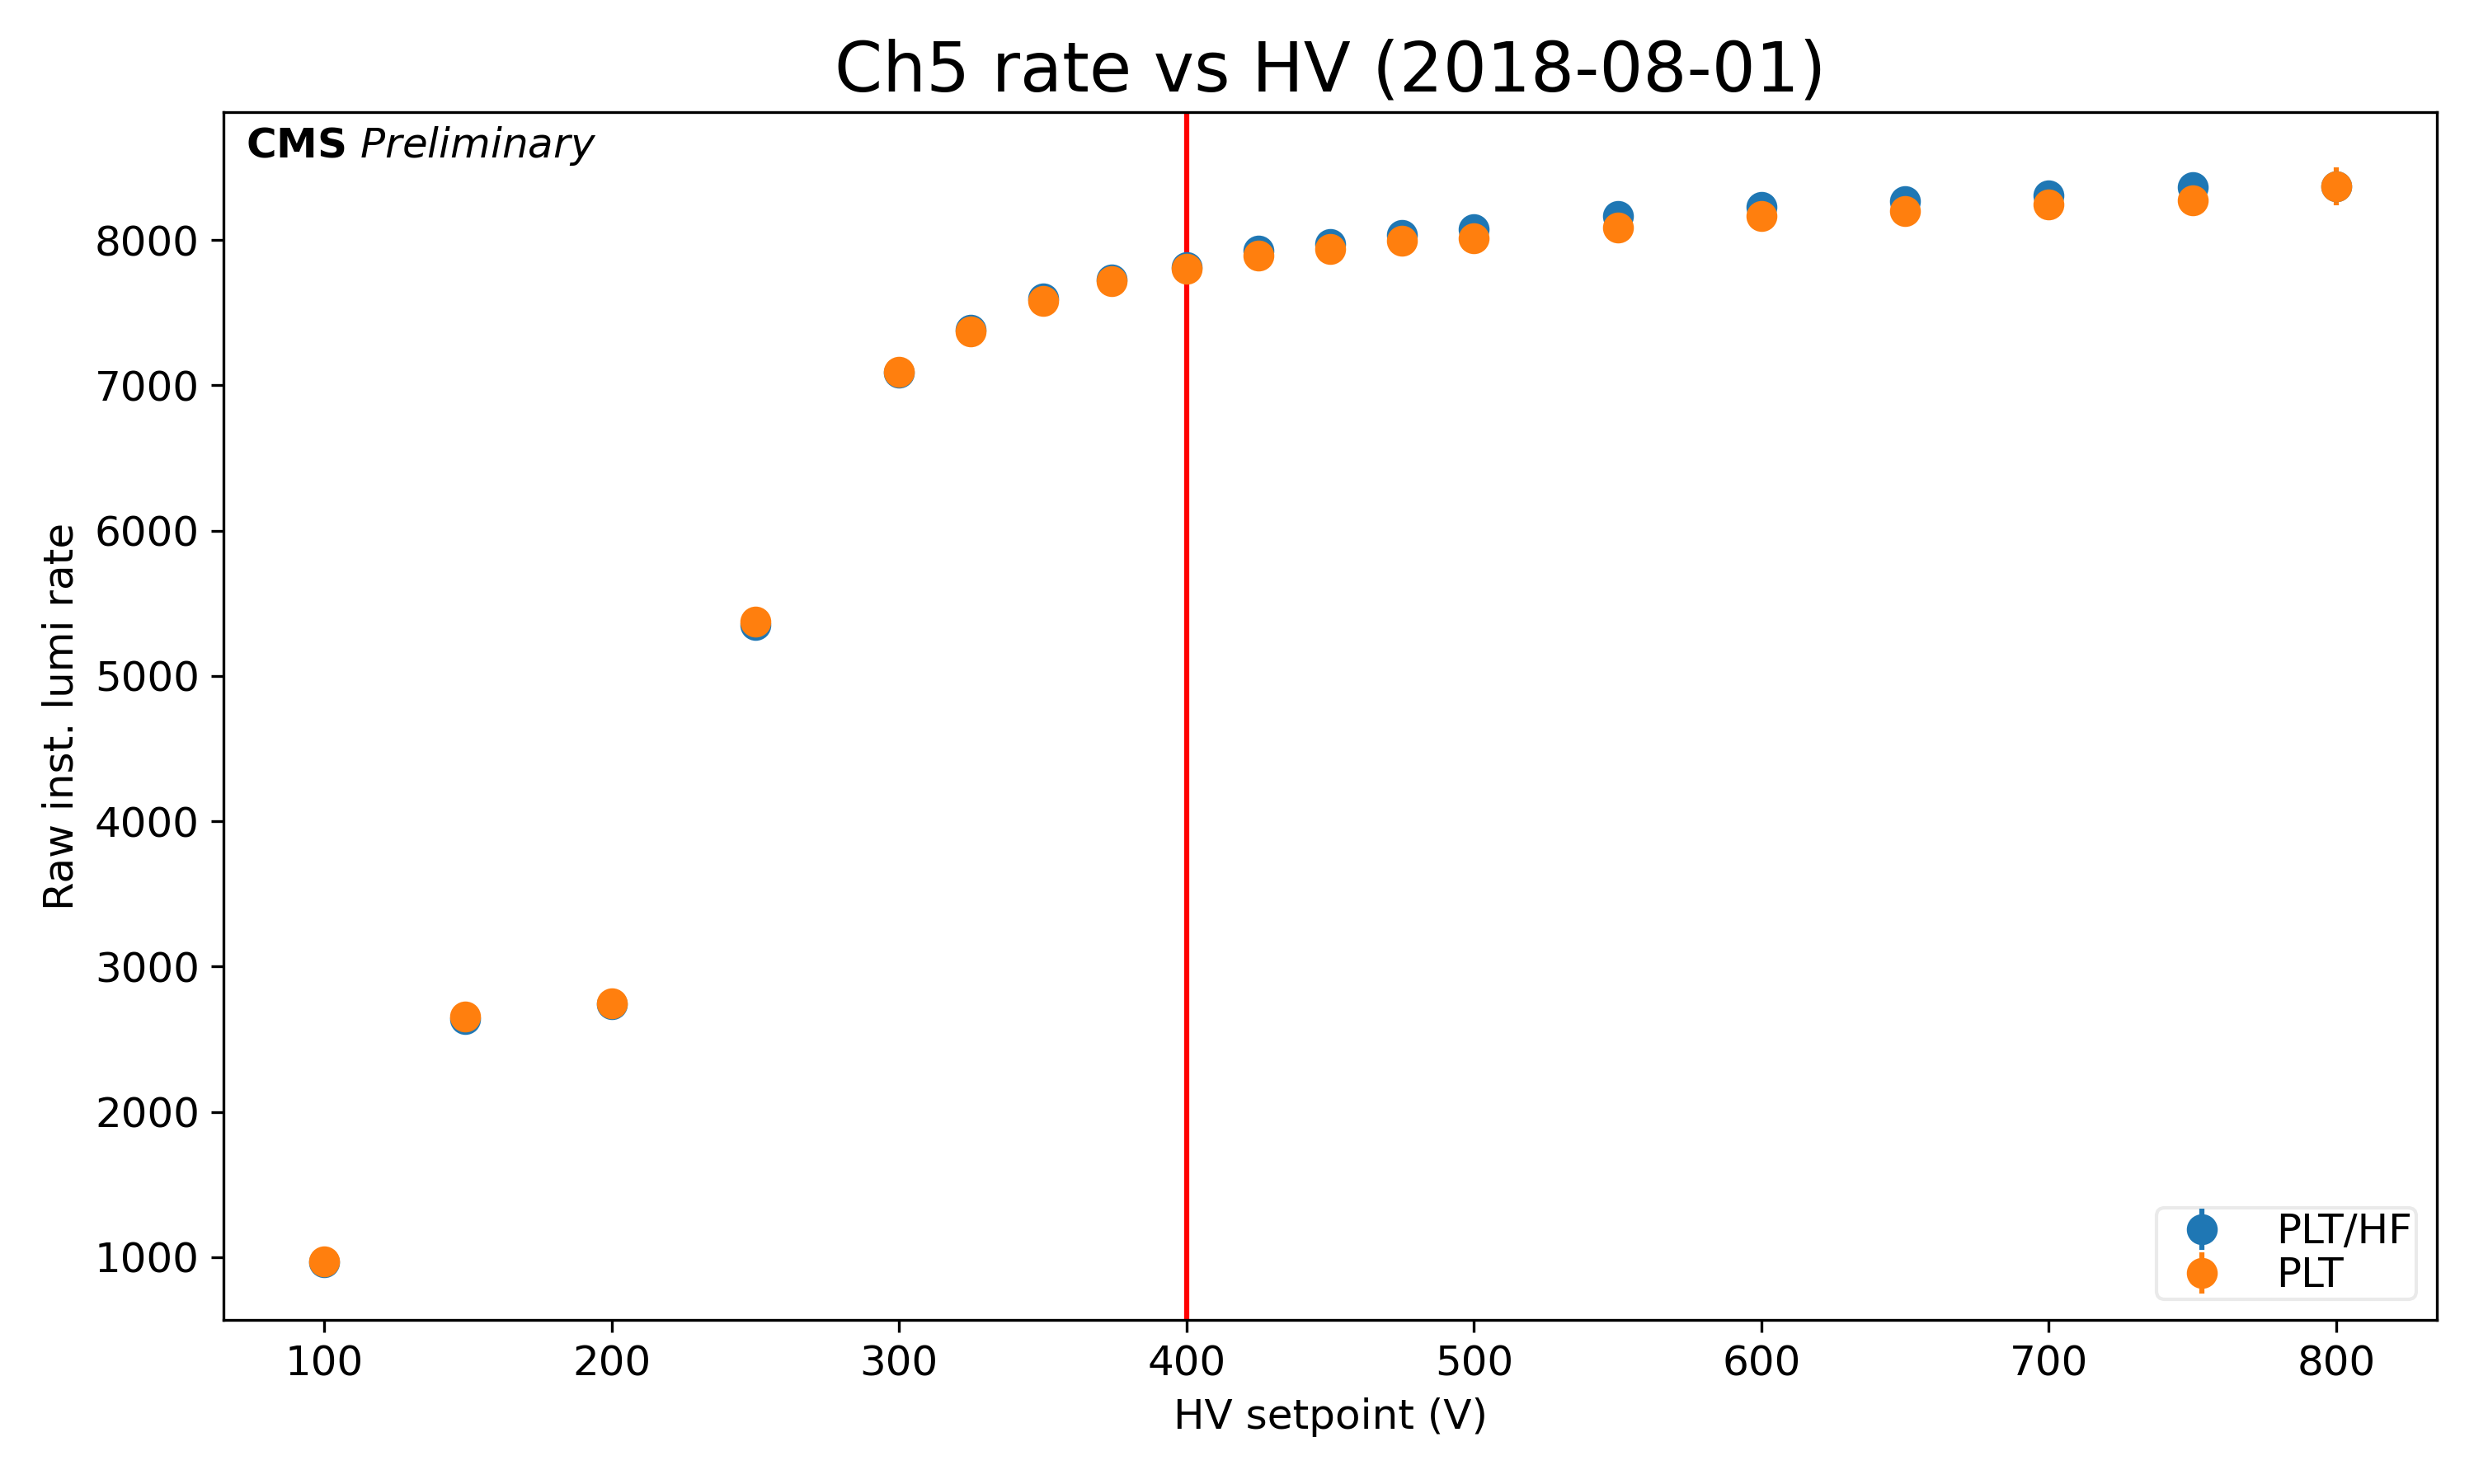 Ch5 rate vs HV (2018-08-01)
CMS Preliminary
8000
7000
6000
5000
4000
3000
2000
1000
Raw inst. lumi rate
PLT/HF
PLT
100 200 300 400 500 600 700 800
HV setpoint (V)